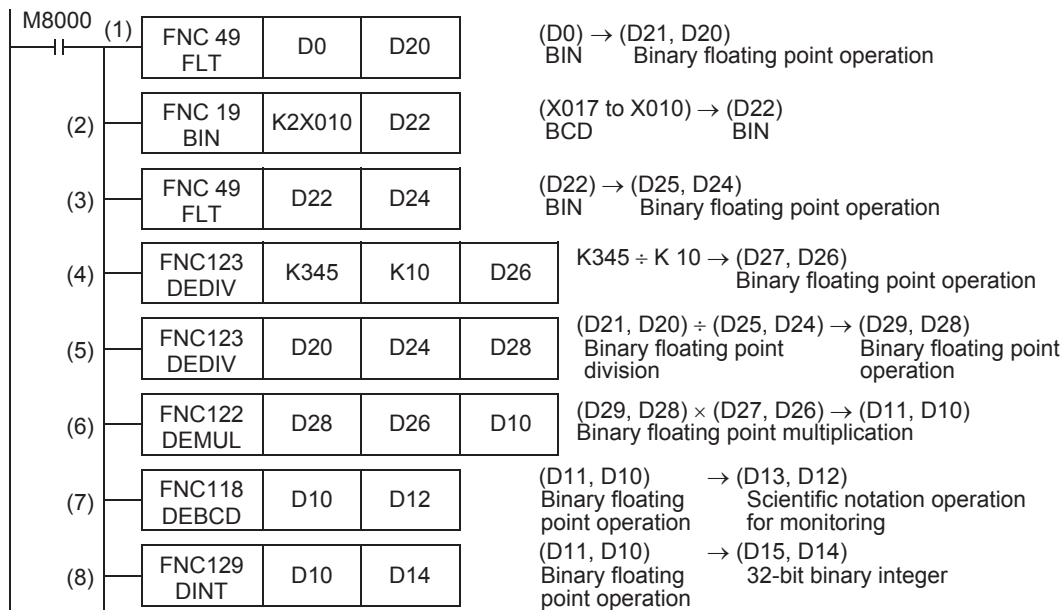 M8000
(1)
FNC 49 D0 D20
FLT
(D0) → (D21, D20)
BIN Binary floating point operation
(2)
FNC 19 K2X010 D22
BIN
(X017 to X010) → (D22)
BCD BIN
(3)
FNC 49 D22 D24
FLT
(D22) → (D25, D24)
BIN Binary floating point operation
(4)
FNC123 K345 K10 D26
DEDIV
K345 ÷ K 10 → (D27, D26)
Binary floating point operation
(5)
FNC123 D20 D24 D28
DEDIV
(D21, D20) ÷ (D25, D24) → (D29, D28)
Binary floating point Binary floating point
division operation
(6)
FNC122 D28 D26 D10
DEMUL
(D29, D28) × (D27, D26) → (D11, D10)
Binary floating point multiplication
(7)
FNC118 D10 D12
DEBCD
(D11, D10) → (D13, D12)
Binary floating Scientific notation operation
point operation for monitoring
(8)
FNC129 D10 D14
DINT
(D11, D10) → (D15, D14)
Binary floating 32-bit binary integer
point operation